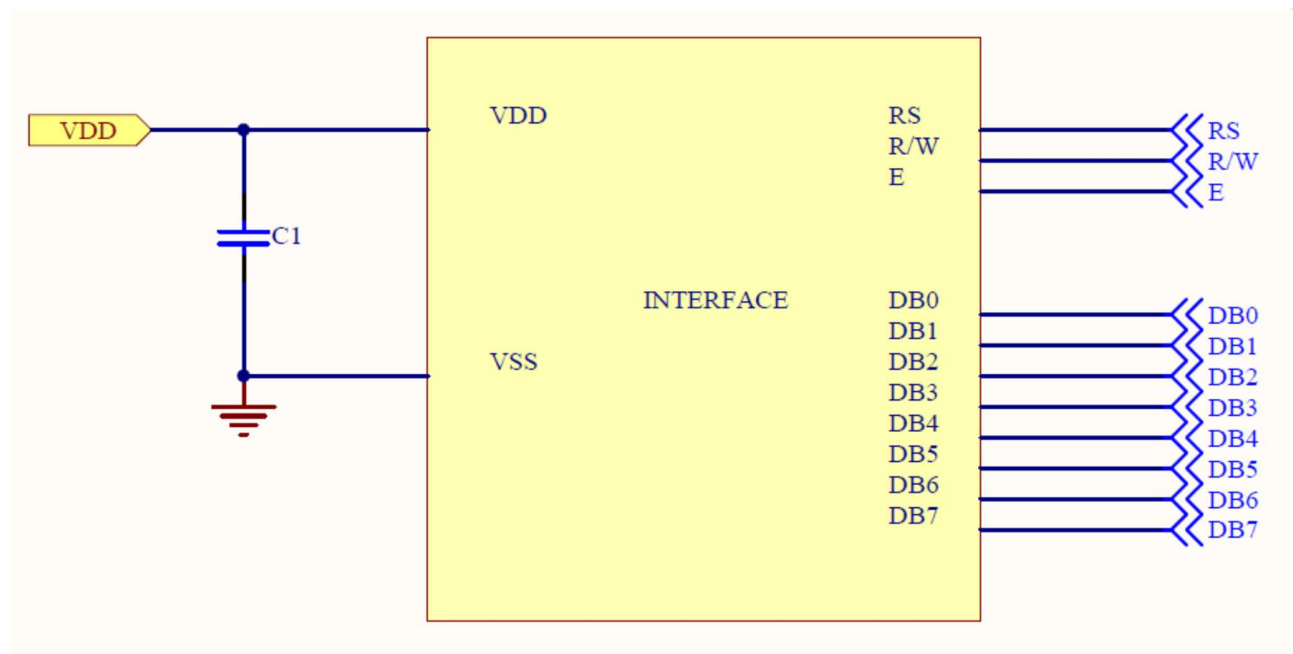 VDD
C1
VDD
VSS
INTERFACE
RS
R/W
E
DB0
DB1
DB2
DB3
DB4
DB5
DB6
DB7
RS
R/W
E
DB0
DB1
DB2
DB3
DB4
DB5
DB6
DB7